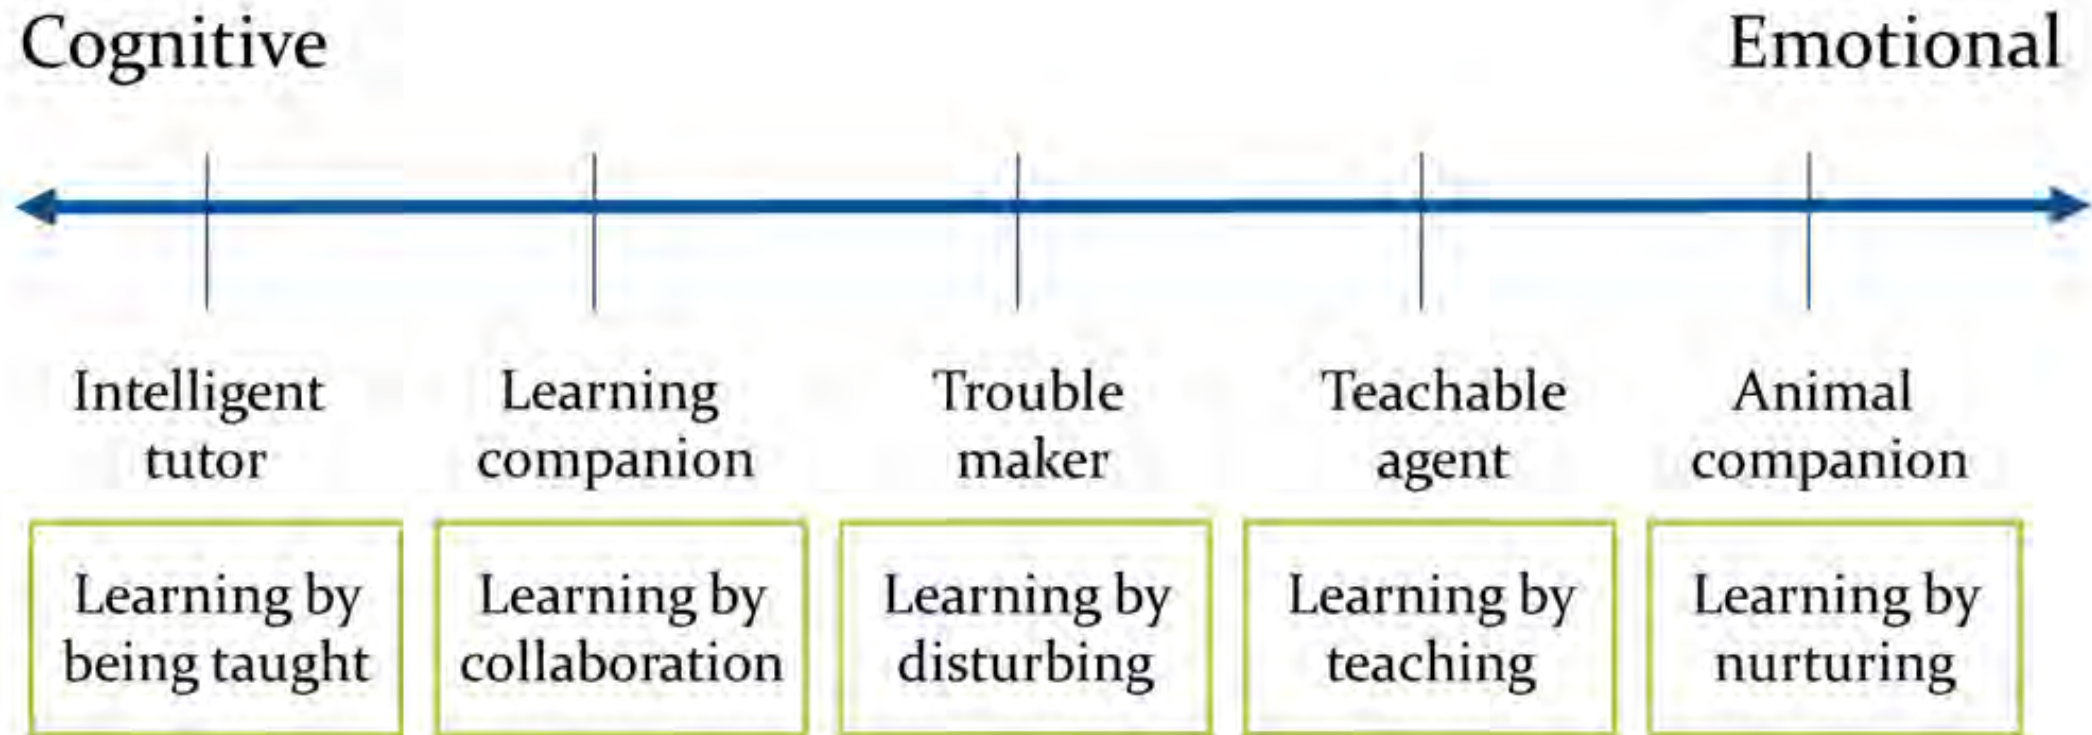 Cognitive
Emotional
Intelligent
tutor
Learning
companion
Trouble
maker
Teachable
agent
Animal
companion
Learning by
being taught
Learning by
collaboration
Learning by
disturbing
Learning by
teaching
Learning by
nurturing